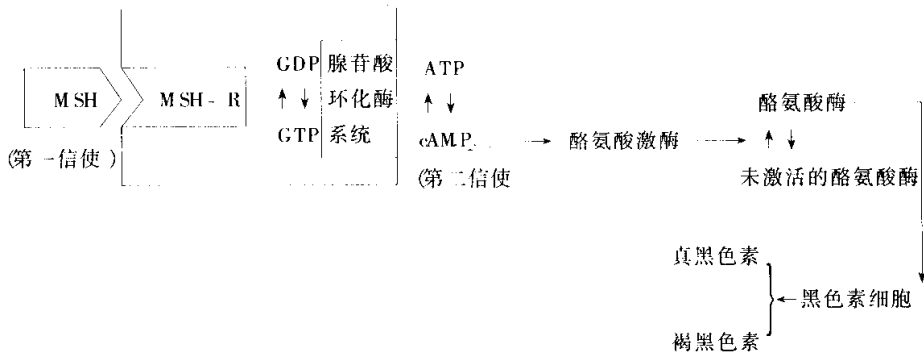 GDP 腺苷酸
ATP
MSH
MSH-R
↑ ↓ 环化酶
↑ ↓
酪氨酸酶
GTP 系统
cAMP → 酪氨酸激酶 →
↑ ↓
(第一信使)
(第二信使
未激活的酪氨酸酶
真黑色素
←黑色素细胞
褐黑色素